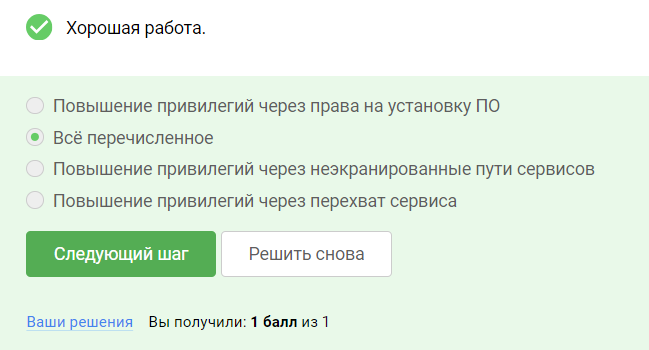 Хорошая работа.
Повышение привилегий через права на установку ПО
Всё перечисленное
Повышение привилегий через неэкранированные пути сервисов
Повышение привилегий через перехват сервиса
Следующий шаг Решить снова
Ваши решения Вы получили: 1 балл из 1